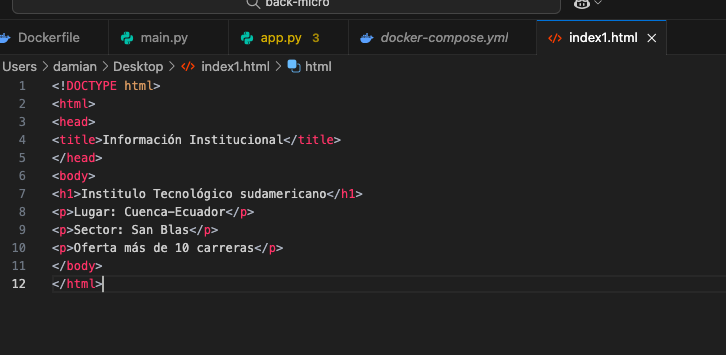 back-micro
Dockerfile main.py app.py 3 docker-compose.yml index1.html
Users > damian > Desktop > index1.html > html
1 <!DOCTYPE html>
2 <html>
3 <head>
4 <title>Información Institucional</title>
5 </head>
6 <body>
7 <h1>Institulo Tecnológico sudamericano</h1>
8 <p>Lugar: Cuenca-Ecuador</p>
9 <p>Sector: San Blas</p>
10 <p>Oferta más de 10 carreras</p>
11 </body>
12 </html>